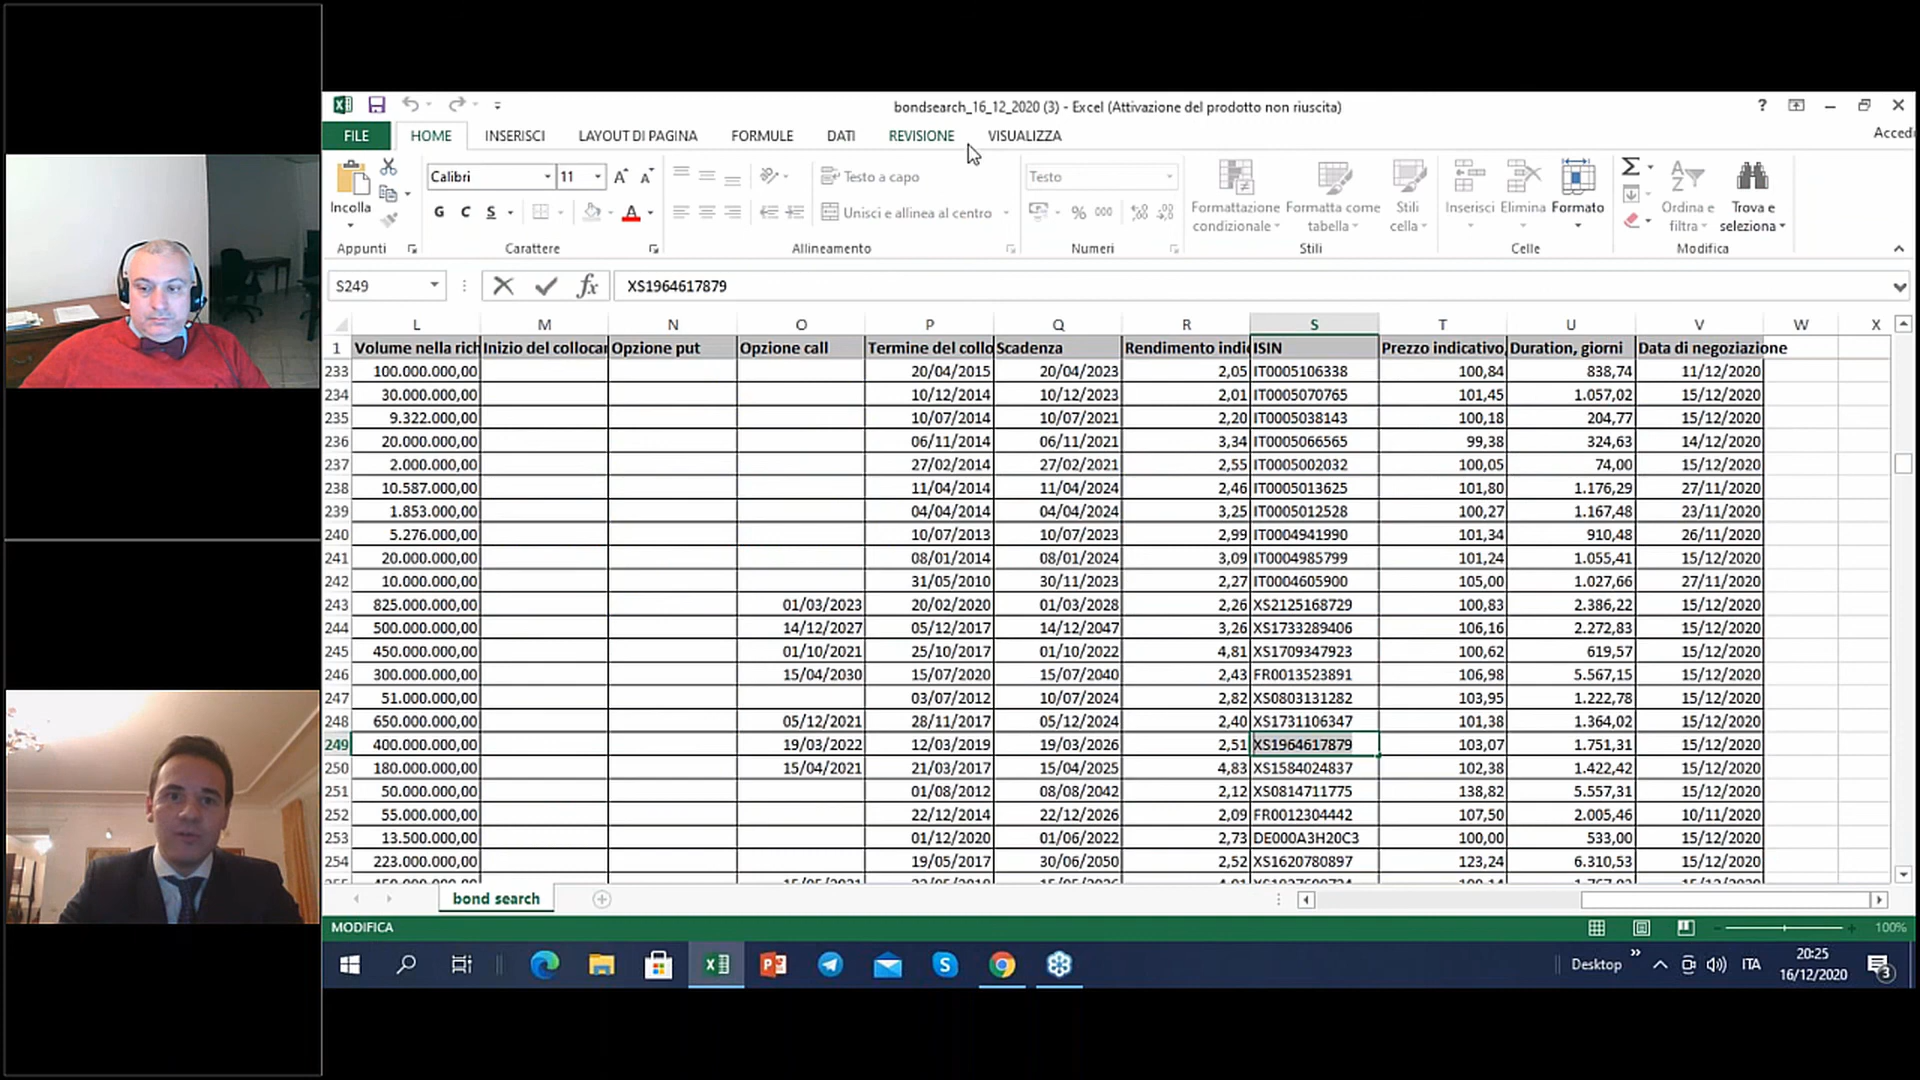 bondsearch_16_12_2020 (3) - Excel (Attivazione del prodotto non riuscita)
FILE HOME INSERISCI LAYOUT DI PAGINA FORMULE DATI REVISIONE VISUALIZZA Accedi
Incolla
Appunti
Calibri 11
G C S
Carattere
Testo a capo
Unisci e allinea al centro
Allineamento
Testo
% 000
Numeri
Formattazione condizionale
Formatta come tabella
Stili cella
Stili
Inserisci Elimina Formato
Celle
Ordina e filtra
Trova e seleziona
Modifica
S249 fx XS1964617879
L M N O P Q R S T U V W X
1 Volume nella rich Inizio del collocar Opzione put Opzione call Termine del collo Scadenza Rendimento indi ISIN Prezzo indicativo, Duration, giorni Data di negoziazione
233 100.000.000,00 20/04/2015 20/04/2023 2,05 IT0005106338 100,84 838,74 11/12/2020
234 30.000.000,00 10/12/2014 10/12/2023 2,01 IT0005070765 101,45 1.057,02 15/12/2020
235 9.322.000,00 10/07/2014 10/07/2021 2,20 IT0005038143 100,18 204,77 15/12/2020
236 20.000.000,00 06/11/2014 06/11/2021 3,34 IT0005066565 99,38 324,63 14/12/2020
237 2.000.000,00 27/02/2014 27/02/2021 2,55 IT0005002032 100,05 74,00 15/12/2020
238 10.587.000,00 11/04/2014 11/04/2024 2,46 IT0005013625 101,80 1.176,29 27/11/2020
239 1.853.000,00 04/04/2014 04/04/2024 3,25 IT0005012528 100,27 1.167,48 23/11/2020
240 5.276.000,00 10/07/2013 10/07/2023 2,99 IT0004941990 101,34 910,48 26/11/2020
241 20.000.000,00 08/01/2014 08/01/2024 3,09 IT0004985799 101,24 1.055,41 15/12/2020
242 10.000.000,00 31/05/2010 30/11/2023 2,27 IT0004605900 105,00 1.027,66 27/11/2020
243 825.000.000,00 01/03/2023 20/02/2020 01/03/2028 2,26 XS2125168729 100,83 2.386,22 15/12/2020
244 500.000.000,00 14/12/2027 05/12/2017 14/12/2047 3,26 XS1733289406 106,16 2.272,83 15/12/2020
245 450.000.000,00 01/10/2021 25/10/2017 01/10/2022 4,81 XS1709347923 100,62 619,57 15/12/2020
246 300.000.000,00 15/04/2030 15/07/2020 15/07/2040 2,43 FR0013523891 106,98 5.567,15 15/12/2020
247 51.000.000,00 03/07/2012 10/07/2024 2,82 XS0803131282 103,95 1.222,78 15/12/2020
248 650.000.000,00 05/12/2021 28/11/2017 05/12/2024 2,40 XS1731106347 101,38 1.364,02 15/12/2020
249 400.000.000,00 19/03/2022 12/03/2019 19/03/2026 2,51 XS1964617879 103,07 1.751,31 15/12/2020
250 180.000.000,00 15/04/2021 21/03/2017 15/04/2025 4,83 XS1584024837 102,38 1.422,42 15/12/2020
251 50.000.000,00 01/08/2012 08/08/2042 2,12 XS0814711775 138,82 5.557,31 15/12/2020
252 55.000.000,00 22/12/2014 22/12/2026 2,09 FR0012304442 107,50 2.005,46 10/11/2020
253 13.500.000,00 01/12/2020 01/06/2022 2,73 DE000A3H20C3 100,00 533,00 15/12/2020
254 223.000.000,00 19/05/2017 30/06/2050 2,52 XS1620780897 123,24 6.310,53 15/12/2020
bond search
MODIFICA 100%
Desktop ITA 20:25
16/12/2020 3